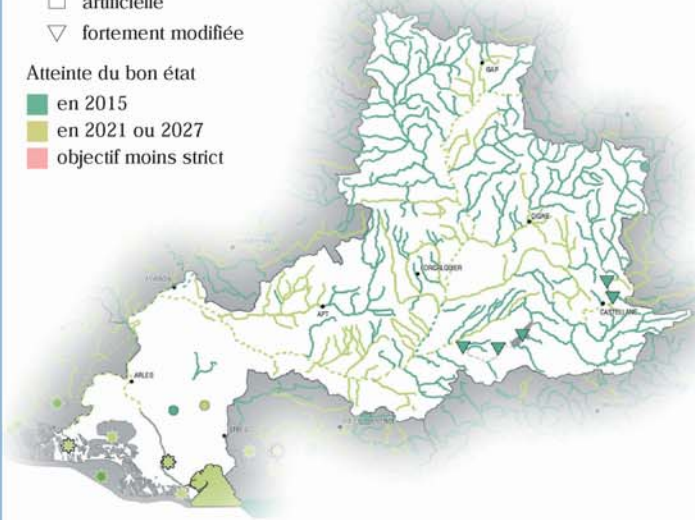 artificielle
fortement modifiée
Atteinte du bon état
en 2015
en 2021 ou 2027
objectif moins strict
GAP
DIGNE
FORCALQUIER
CASTELLANE
APT
ARLES